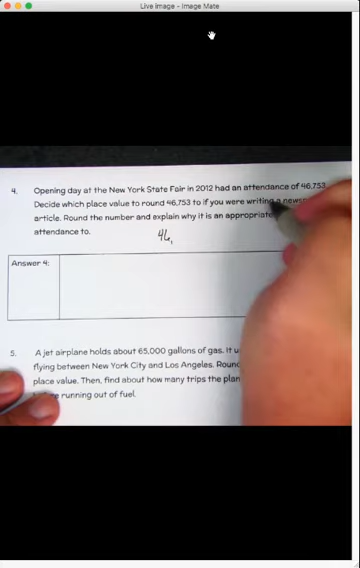 Live Image - Image Mate
4. Opening day at the New York State Fair in 2012 had an attendance of 46,753.
Decide which place value to round 46,753 to if you were writing a
article. Round the number and explain why it is an appropriate
attendance to.
46,
Answer 4:
5. A jet airplane holds about 65,000 gallons of gas. It
flying between New York City and Los Angeles.
place value. Then, find about how many trips the plan
running out of fuel.